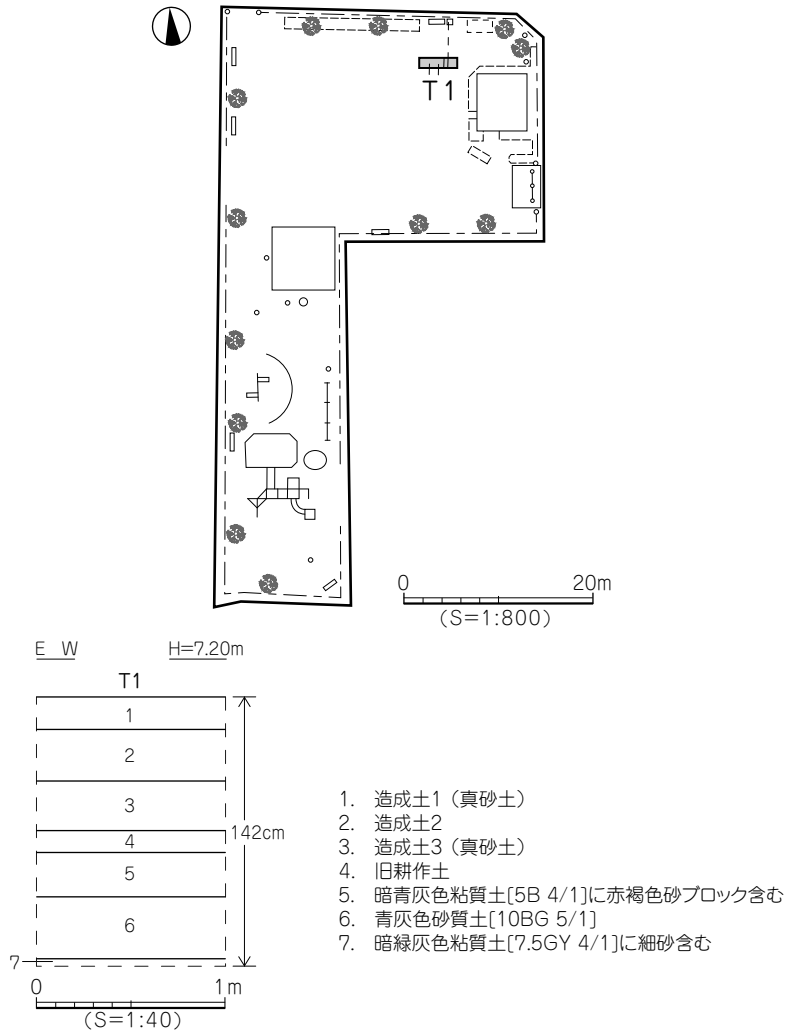 T1
0 20m
(S=1:800)
E W H=7.20m
T1
1
2
3
4
142cm
5
6
7
0 1m
(S=1:40)
1. 造成土1（真砂土）
2. 造成土2
3. 造成土3（真砂土）
4. 旧耕作土
5. 暗青灰色粘質土[5B 4/1]に赤褐色砂ブロック含む
6. 青灰色砂質土[10BG 5/1]
7. 暗緑灰色粘質土[7.5GY 4/1]に細砂含む